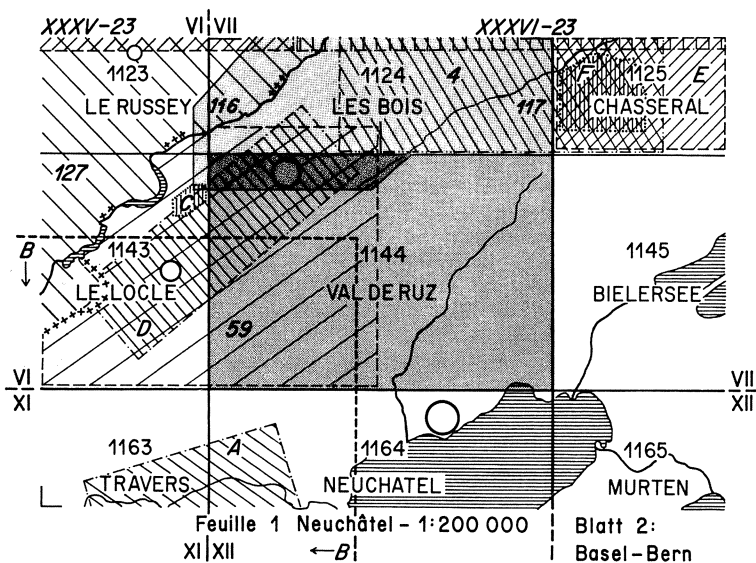 XXXV-23 VI VII XXXVI-23
1123 1124 4 F 1125 E
LE RUSSEY 116 LES BOIS 117 CHASSERAL
127
C
B 1143 1144 1145
LE LOCLE VAL DE RUZ BIELERSEE
D 59
VI VII
XI XII
1163 A 1164 1165
TRAVERS NEUCHATEL MURTEN
Feuille 1 Neuchâtel - 1:200 000 Blatt 2:
XI XII ←B Basel-Bern